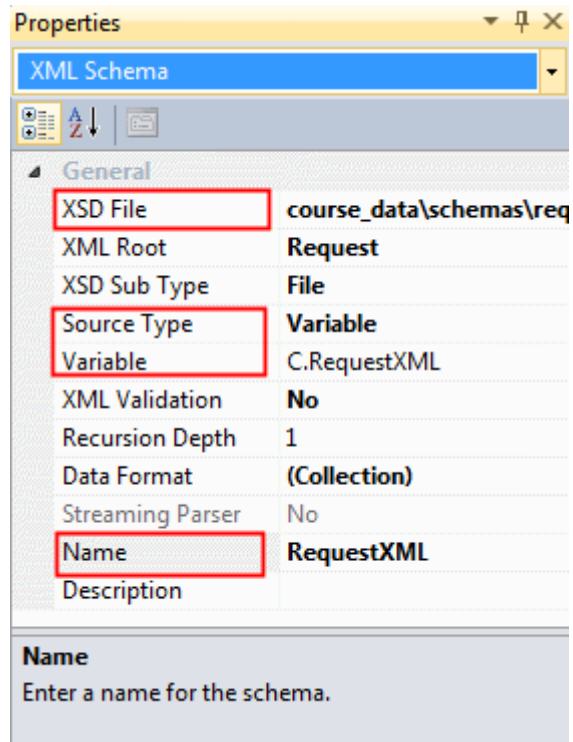 Properties
XML Schema
General
XSD File course_data\schemas\req
XML Root Request
XSD Sub Type File
Source Type Variable
Variable C.RequestXML
XML Validation No
Recursion Depth 1
Data Format (Collection)
Streaming Parser No
Name RequestXML
Description
Name
Enter a name for the schema.